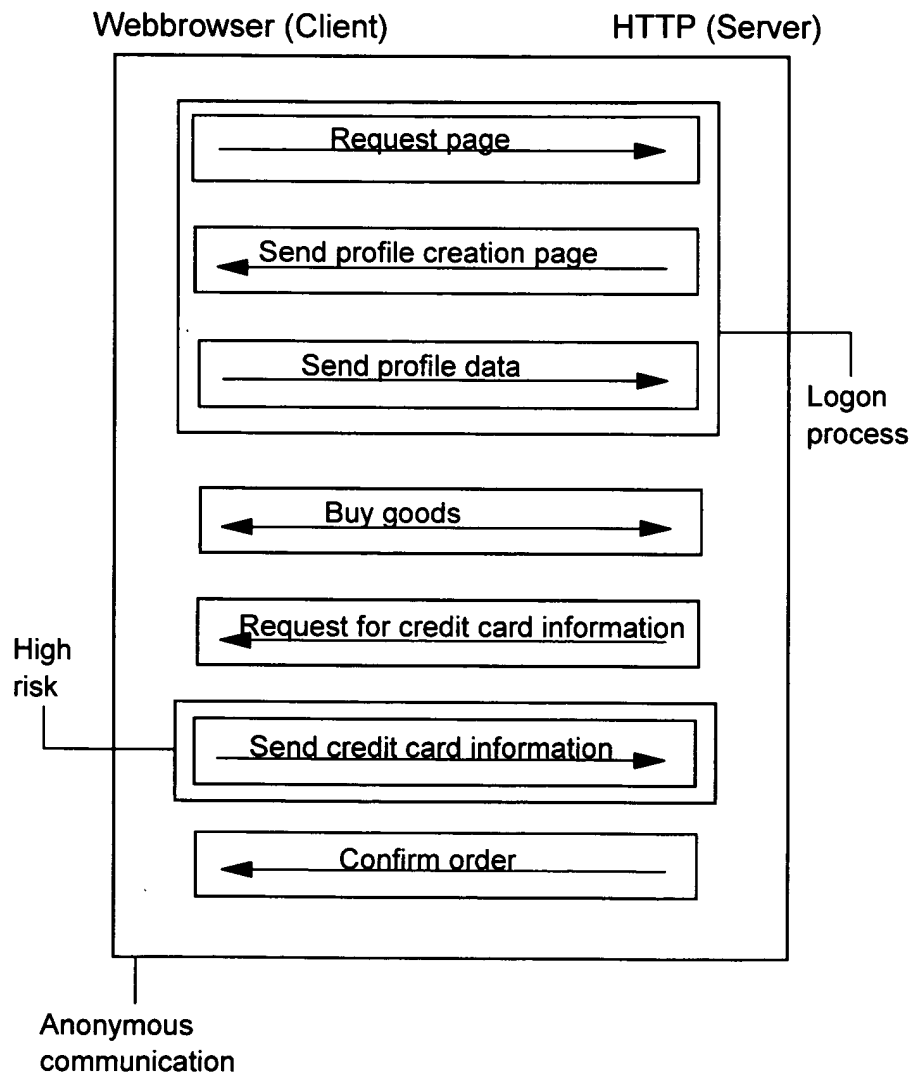 Webbrowser (Client)
HTTP (Server)
Request page
Send profile creation page
Send profile data
Logon
process
Buy goods
Request for credit card information
High
risk
Send credit card information
Confirm order
Anonymous
communication